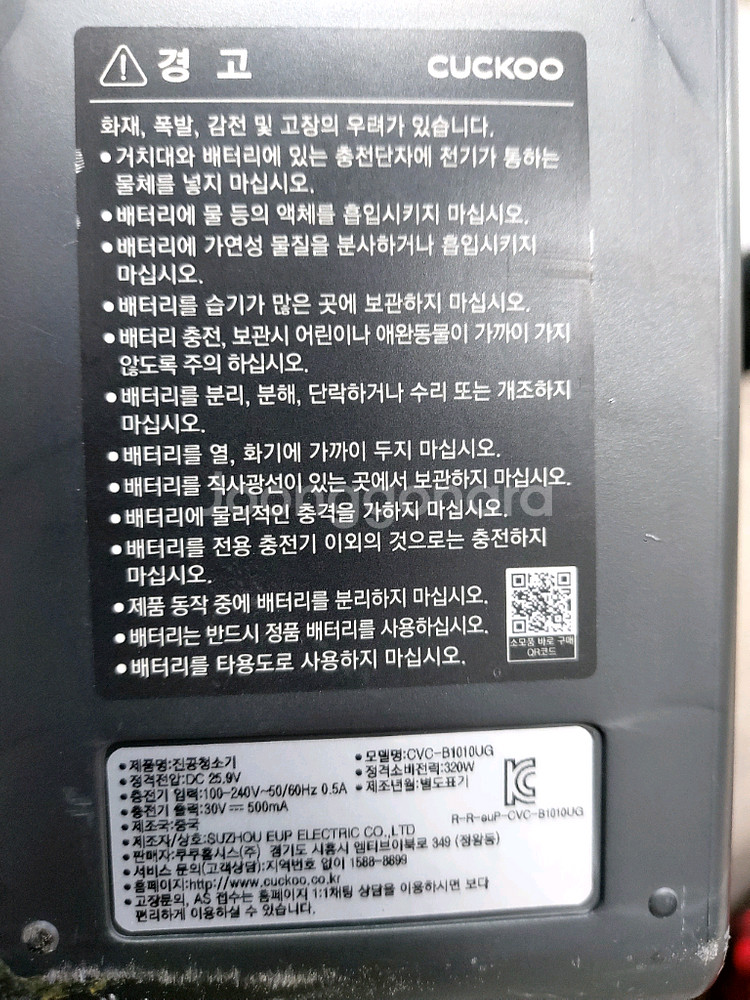 경 고
CUCKOO
화재, 폭발, 감전 및 고장의 우려가 있습니다.
●거치대와 배터리에 있는 충전단자에 전기가 통하는
물체를 넣지 마십시오.
●배터리에 물 등의 액체를 흡입시키지 마십시오.
●배터리에 가연성 물질을 분사하거나 흡입시키지
마십시오.
●배터리를 습기가 많은 곳에 보관하지 마십시오.
●배터리 충전, 보관시 어린이나 애완동물이 가까이 가지
않도록 주의 하십시오.
●배터리를 분리, 분해, 단락하거나 수리 또는 개조하지
마십시오.
●배터리를 열, 화기에 가까이 두지 마십시오.
●배터리를 직사광선이 있는 곳에서 보관하지 마십시오.
●배터리에 물리적인 충격을 가하지 마십시오.
●배터리를 전용 충전기 이외의 것으로는 충전하지
마십시오.
●제품 동작 중에 배터리를 분리하지 마십시오.
●배터리는 반드시 정품 배터리를 사용하십시오.
●배터리를 타용도로 사용하지 마십시오.
소모품 바로 구매
QR코드
joonggonara
●제품명:진공청소기
●모델명:CVC-B1010UG
●정격전압:DC 25.9V
●정격소비전력:320W
●충전기 입력:100-240V~50/60Hz 0.5A
●제조년월:별도표기
●충전기 출력:30V⎓500mA
R-R-euP-CVC-B1010UG
●제조국:중국
●제조자/상호:SUZHOU EUP ELECTRIC CO.,LTD
●판매자:쿠쿠홈시스(주) 경기도 시흥시 엠티브이북로 349 (정왕동)
●서비스 문의(고객상담):지역번호 없이 1588-8899
●홈페이지:http://www.cuckoo.co.kr
●고장문의, AS 접수는 홈페이지 1:1채팅 상담을 이용하시면 보다
편리하게 이용하실 수 있습니다.